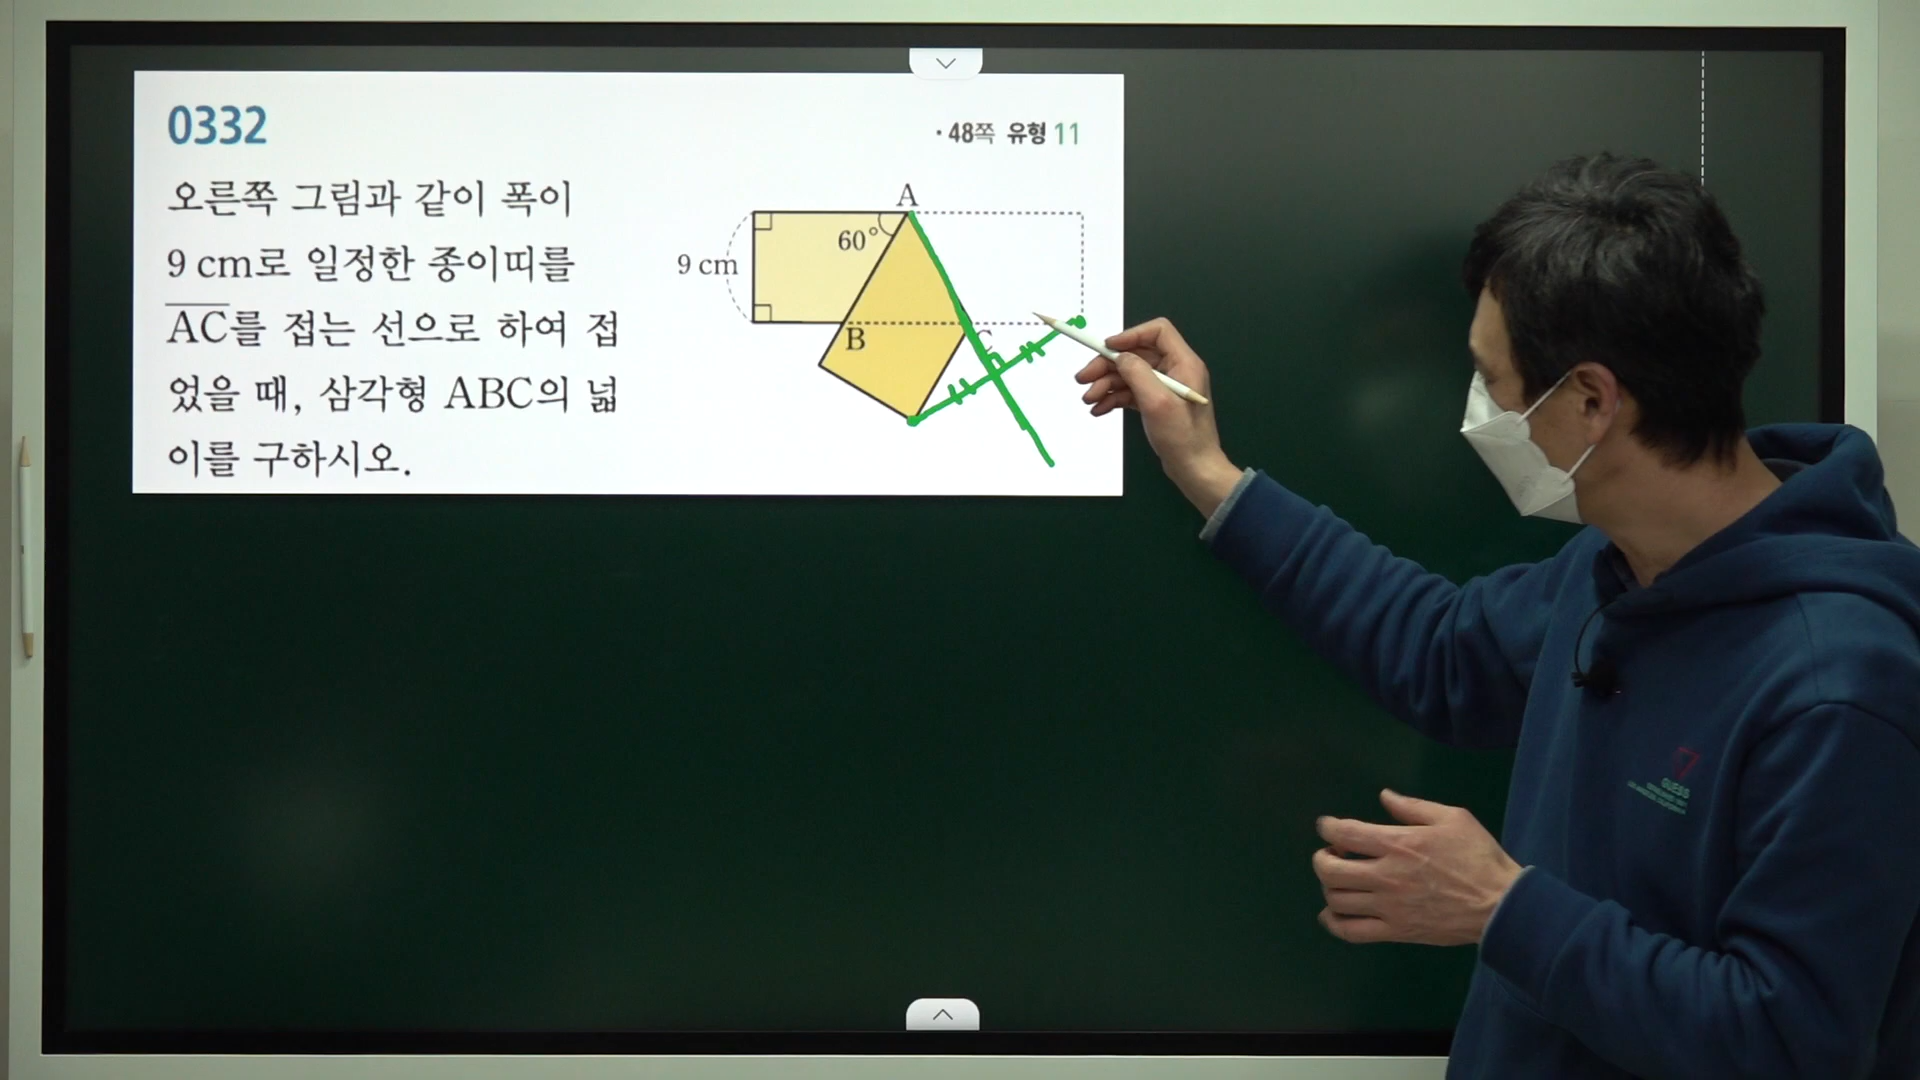 0332
• 48쪽 유형 11
오른쪽 그림과 같이 폭이
9 cm로 일정한 종이띠를
AC를 접는 선으로 하여 접
었을 때, 삼각형 ABC의 넓
이를 구하시오.
A
60°
9 cm
B
C
GUESS